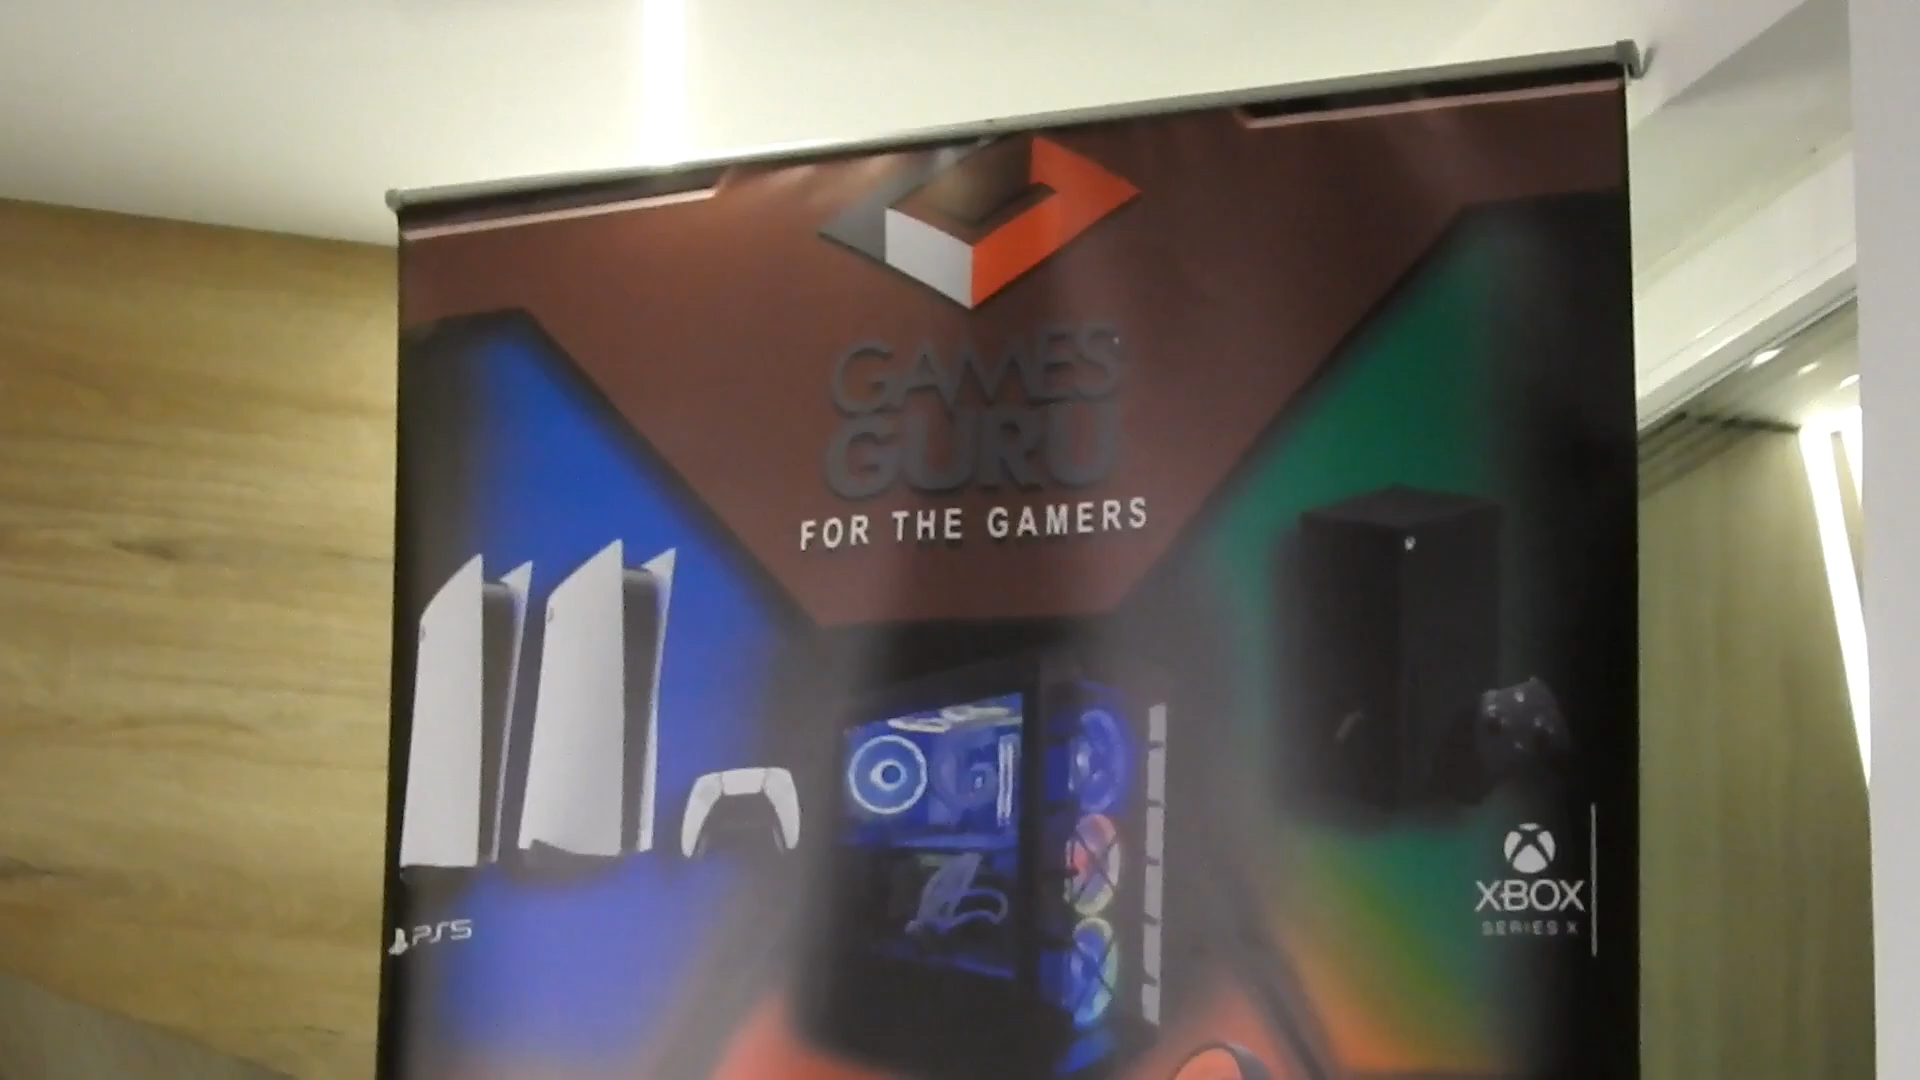 GAMES
GURU
FOR THE GAMERS
PS5
XBOX
SERIES X